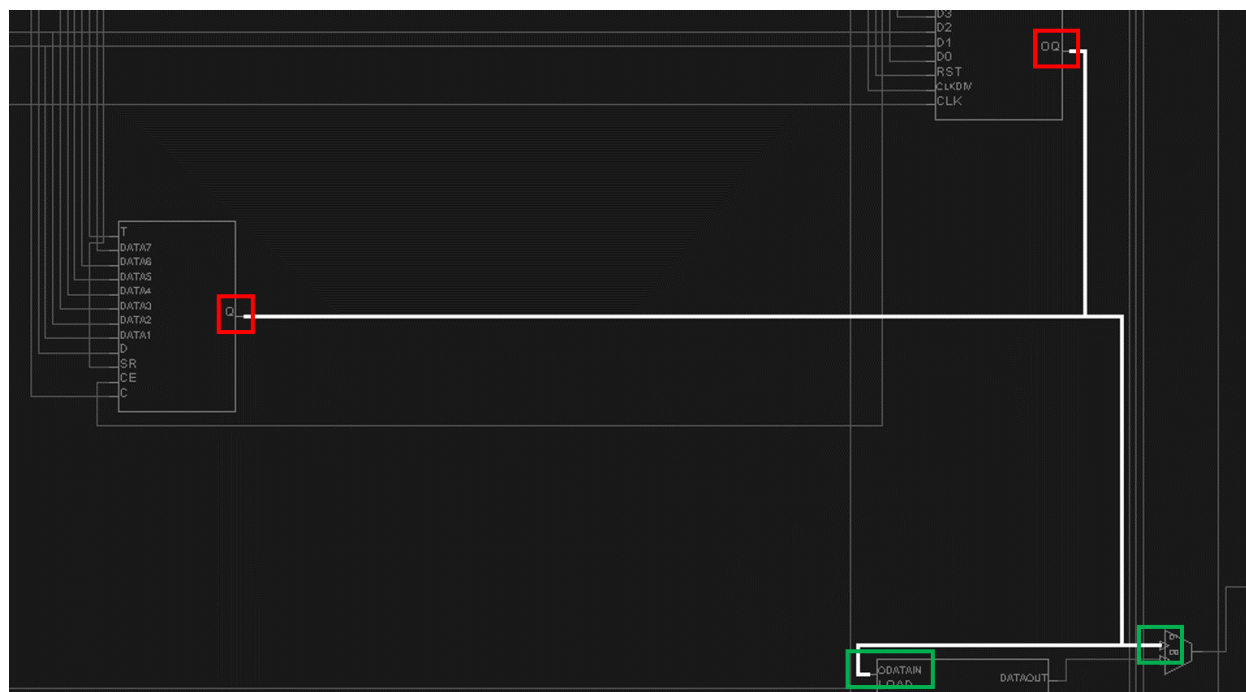 D3
D2
D1
D0
RST
CLKDIV
CLK
OQ
T
DATA7
DATA6
DATA5
DATA4
DATA3
DATA2
DATA1
D
SR
CE
C
Q
ODATAIN
LOAD
DATAOUT